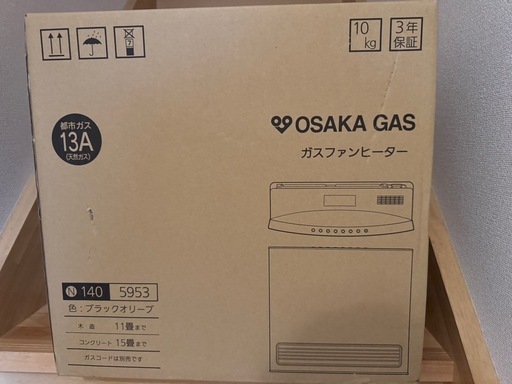 7
10
kg
3年
保証
都市ガス
13A
(天然ガス)
OSAKA GAS
ガスファンヒーター
N 140 5953
色:ブラックオリーブ
木造 11畳まで
コンクリート 15畳まで
ガスコードは別売です